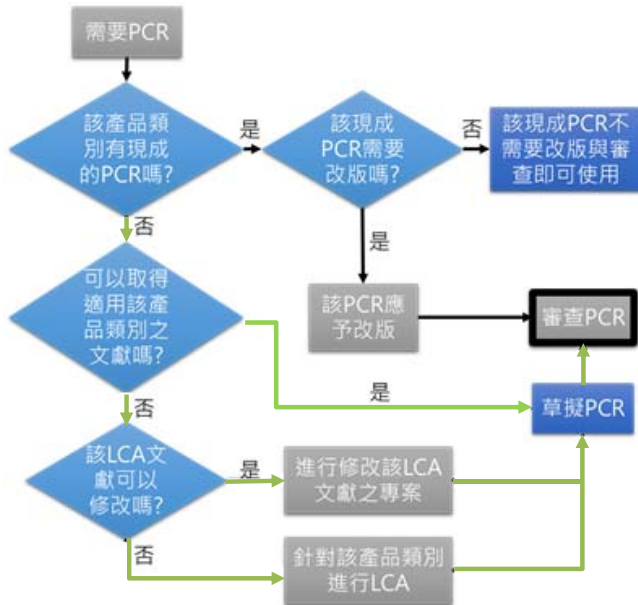 需要PCR
該產品類
別有現成
的PCR嗎?
是
該現成
PCR需要
改版嗎?
否
該現成PCR不
需要改版與審
查即可使用
否
是
可以取得
適用該產
品類別之
文獻嗎?
該PCR應
予改版
審查PCR
是
草擬PCR
否
該LCA文
獻可以
修改嗎?
是
進行修改該LCA
文獻之專案
否
針對該產品類別
進行LCA